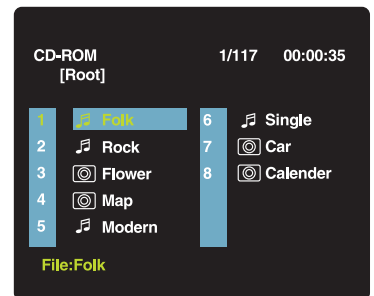 CD-ROM 1/117 00:00:35
[Root]
1 Folk
2 Rock
3 Flower
4 Map
5 Modern
6 Single
7 Car
8 Calender
File:Folk